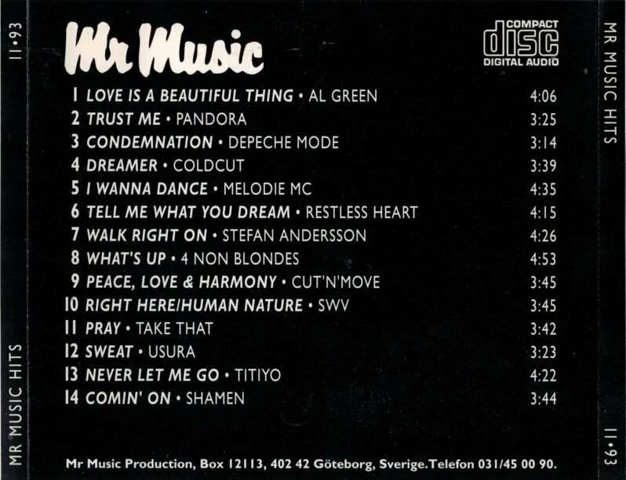 Mr Music
COMPACT
disc
DIGITAL AUDIO
1 LOVE IS A BEAUTIFUL THING • AL GREEN 4:06
2 TRUST ME • PANDORA 3:25
3 CONDEMNATION • DEPECHE MODE 3:14
4 DREAMER • COLDCUT 3:39
5 I WANNA DANCE • MELODIE MC 4:35
6 TELL ME WHAT YOU DREAM • RESTLESS HEART 4:15
7 WALK RIGHT ON • STEFAN ANDERSSON 4:26
8 WHAT'S UP • 4 NON BLONDES 4:53
9 PEACE, LOVE & HARMONY • CUT'N'MOVE 3:45
10 RIGHT HERE/HUMAN NATURE • SWV 3:45
11 PRAY • TAKE THAT 3:42
12 SWEAT • USURA 3:23
13 NEVER LET ME GO • TITIYO 4:22
14 COMIN' ON • SHAMEN 3:44
Mr Music Production, Box 12113, 402 42 Göteborg, Sverige.Telefon 031/45 00 90.
MR MUSIC HITS 11•93
MR MUSIC HITS 11•93